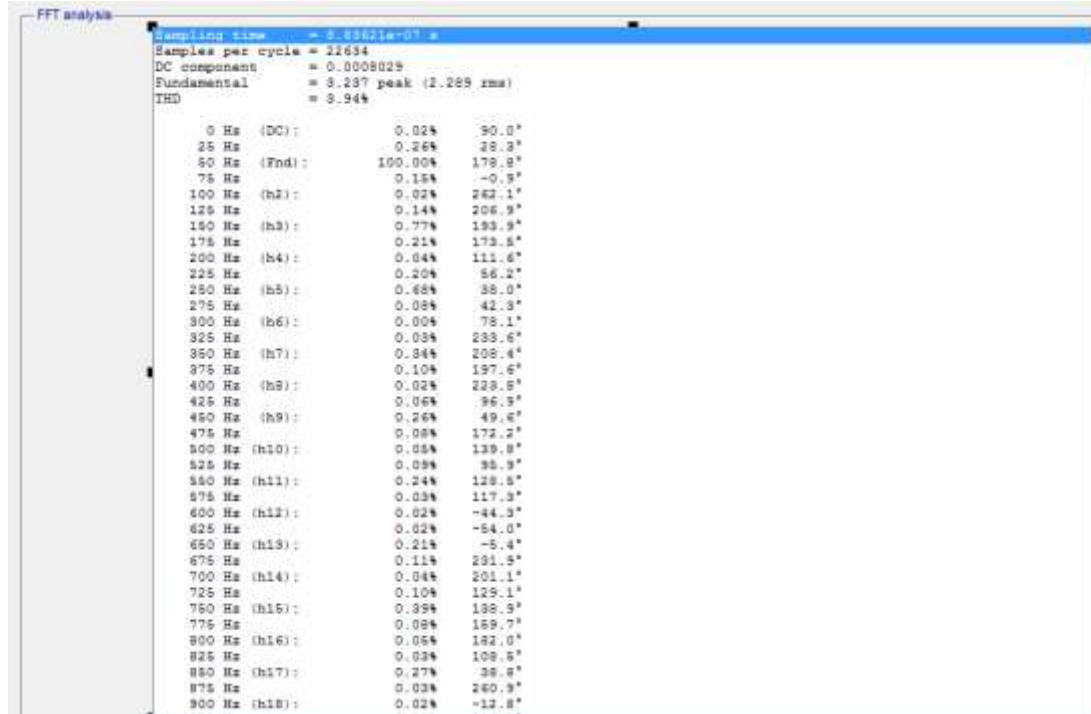 FFT analysis
Sampling time = 8.83621e-07 s
Samples per cycle = 22634
DC component = 0.0008029
Fundamental = 3.237 peak (2.289 rms)
THD = 3.94%
0 Hz (DC): 0.02% 90.0°
25 Hz 0.26% 28.3°
50 Hz (Fnd): 100.00% 178.8°
75 Hz 0.15% -0.9°
100 Hz (h2): 0.02% 262.1°
125 Hz 0.14% 206.9°
150 Hz (h3): 0.77% 193.9°
175 Hz 0.21% 173.5°
200 Hz (h4): 0.04% 111.6°
225 Hz 0.20% 56.2°
250 Hz (h5): 0.68% 38.0°
275 Hz 0.08% 42.3°
300 Hz (h6): 0.00% 78.1°
325 Hz 0.03% 233.6°
350 Hz (h7): 0.34% 208.4°
375 Hz 0.10% 197.6°
400 Hz (h8): 0.02% 223.8°
425 Hz 0.06% 96.9°
450 Hz (h9): 0.26% 49.6°
475 Hz 0.08% 172.2°
500 Hz (h10): 0.05% 139.8°
525 Hz 0.09% 95.9°
550 Hz (h11): 0.24% 128.5°
575 Hz 0.03% 117.3°
600 Hz (h12): 0.02% -44.3°
625 Hz 0.02% -54.0°
650 Hz (h13): 0.21% -5.4°
675 Hz 0.11% 231.9°
700 Hz (h14): 0.04% 201.1°
725 Hz 0.10% 129.1°
750 Hz (h15): 0.39% 138.9°
775 Hz 0.08% 159.7°
800 Hz (h16): 0.05% 182.0°
825 Hz 0.03% 108.5°
850 Hz (h17): 0.27% 38.8°
875 Hz 0.03% 260.9°
900 Hz (h18): 0.02% -12.8°